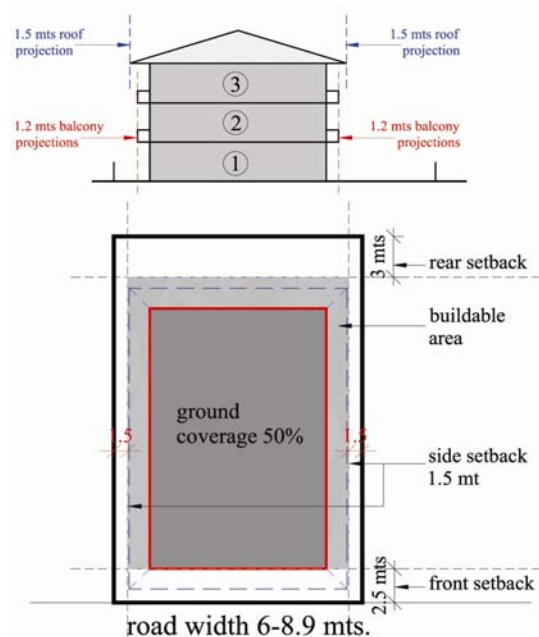 1.5 mts roof
projection
1.5 mts roof
projection
③
②
①
1.2 mts balcony
projections
1.2 mts balcony
projections
3 mts
rear setback
buildable
area
ground
coverage 50%
1.5
1.5
side setback
1.5 mt
2.5 mts
front setback
road width 6-8.9 mts.